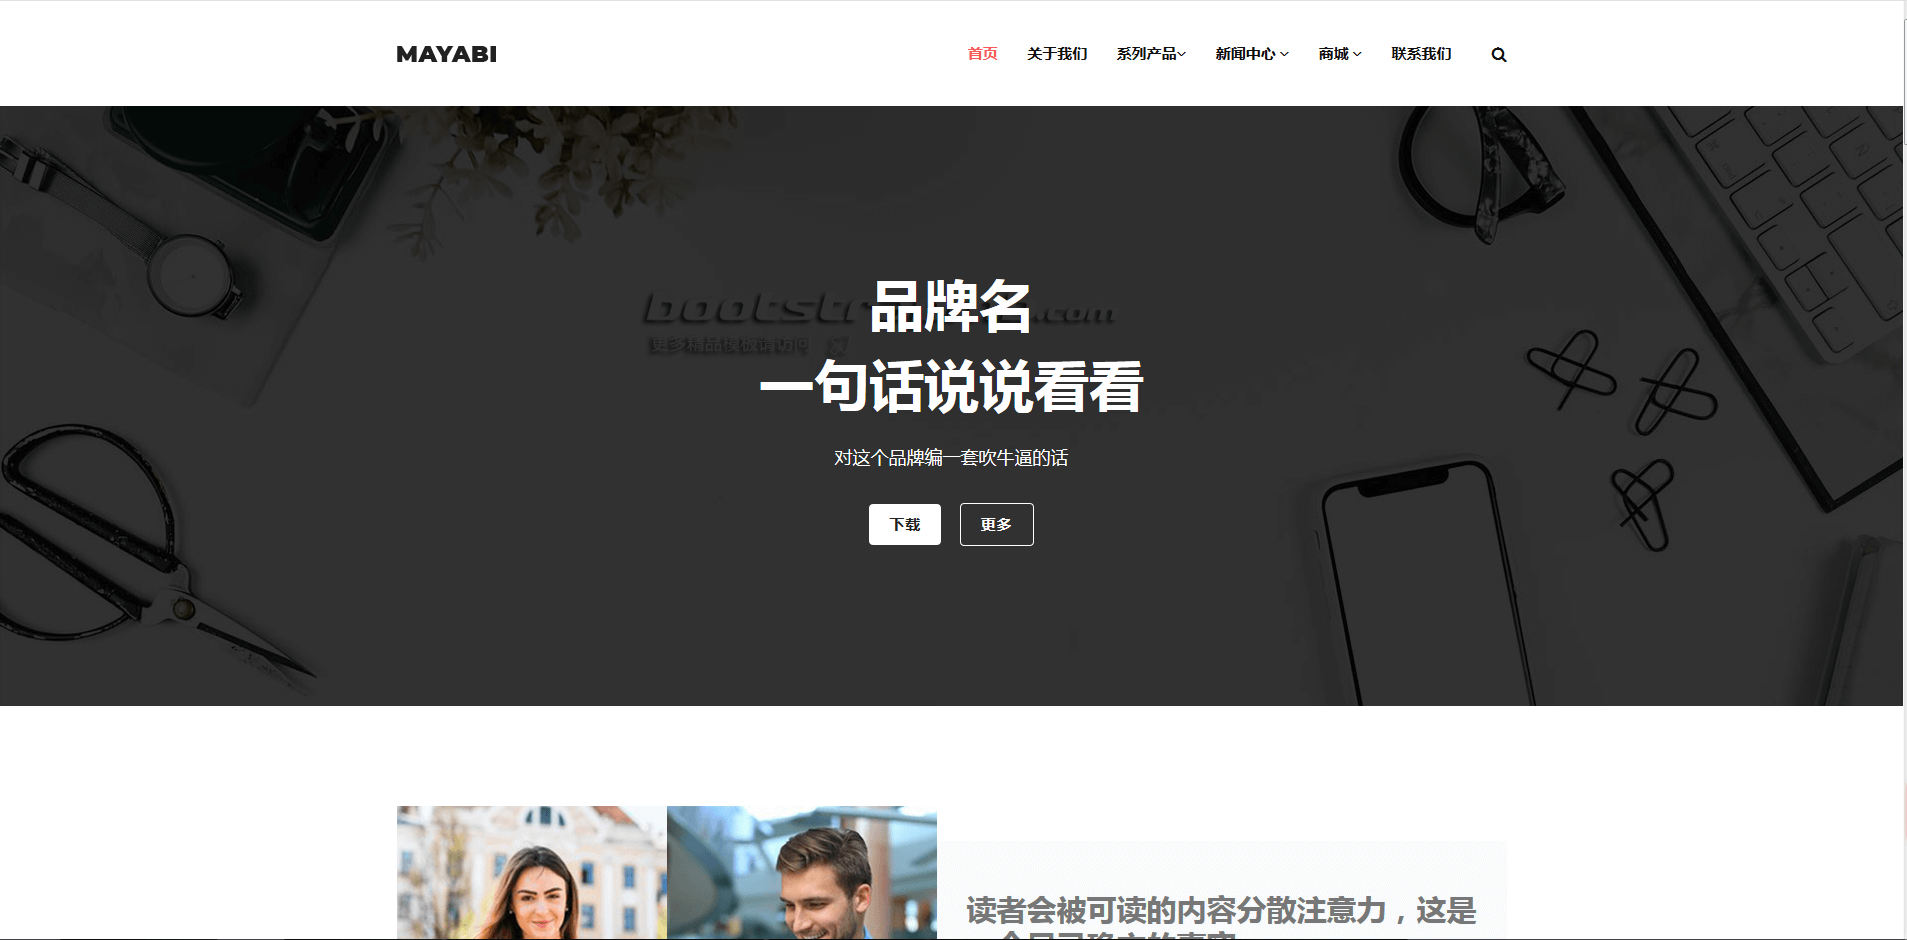 MAYABI
首页 关于我们 系列产品 新闻中心 商城 联系我们
品牌名
bootstr
.com
更多精品模板请访问
一句话说说看看
对这个品牌编一套吹牛逼的话
下载 更多
读者会被可读的内容分散注意力，这是